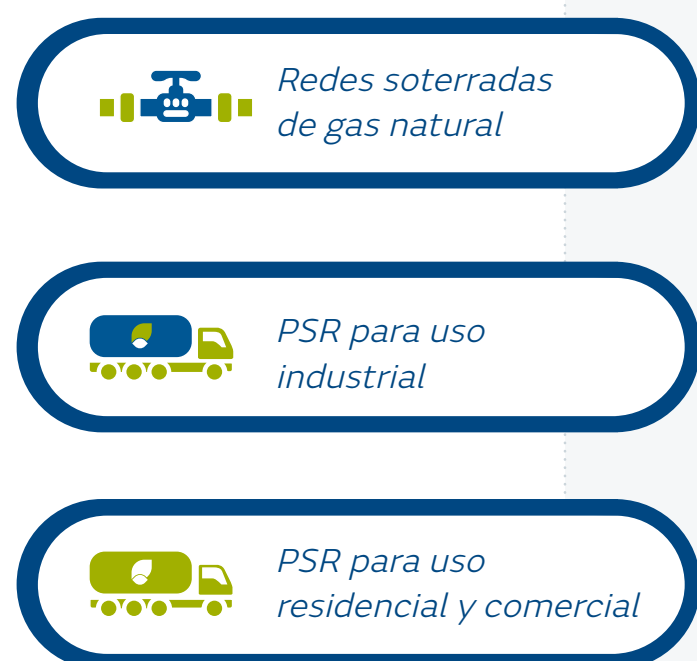 Redes soterradas
de gas natural
PSR para uso
industrial
PSR para uso
residencial y comercial